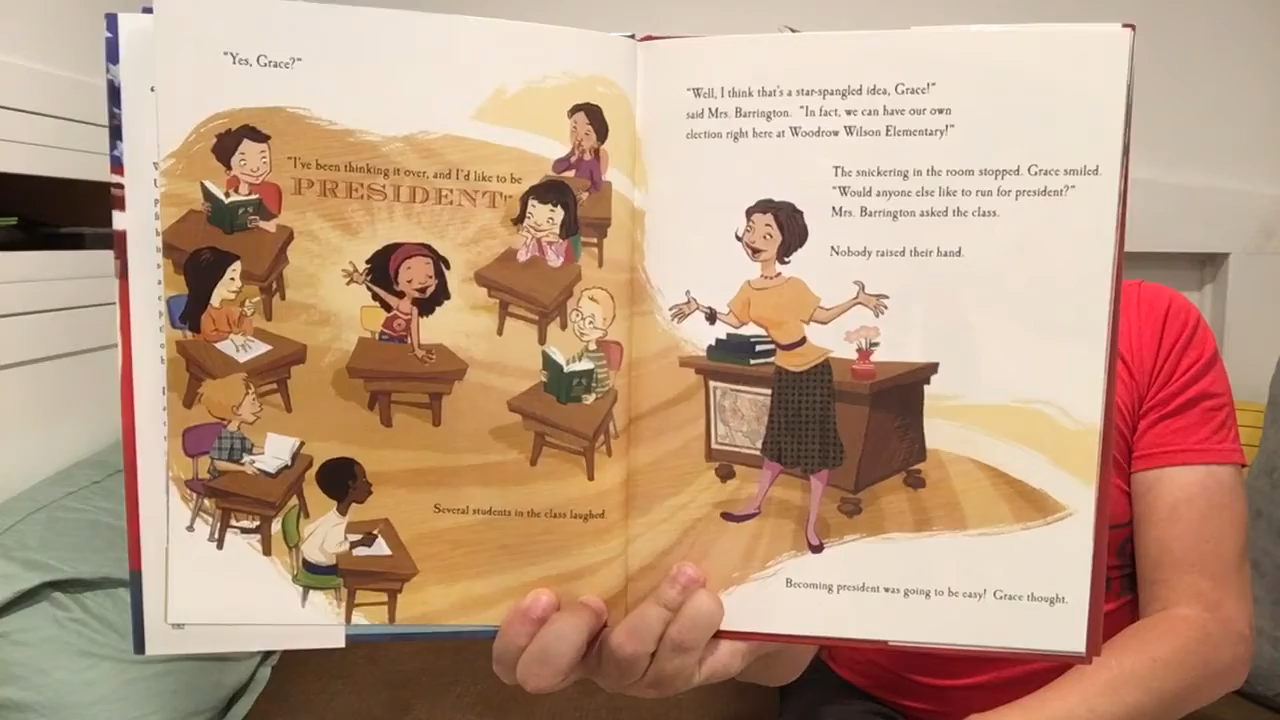 "Yes, Grace?"
"I've been thinking it over, and I'd like to be
PRESIDENT!"
Several students in the class laughed.
"Well, I think that's a star-spangled idea, Grace!"
said Mrs. Barrington. "In fact, we can have our own
election right here at Woodrow Wilson Elementary!"
The snickering in the room stopped. Grace smiled.
"Would anyone else like to run for president?"
Mrs. Barrington asked the class.
Nobody raised their hand.
Becoming president was going to be easy! Grace thought.